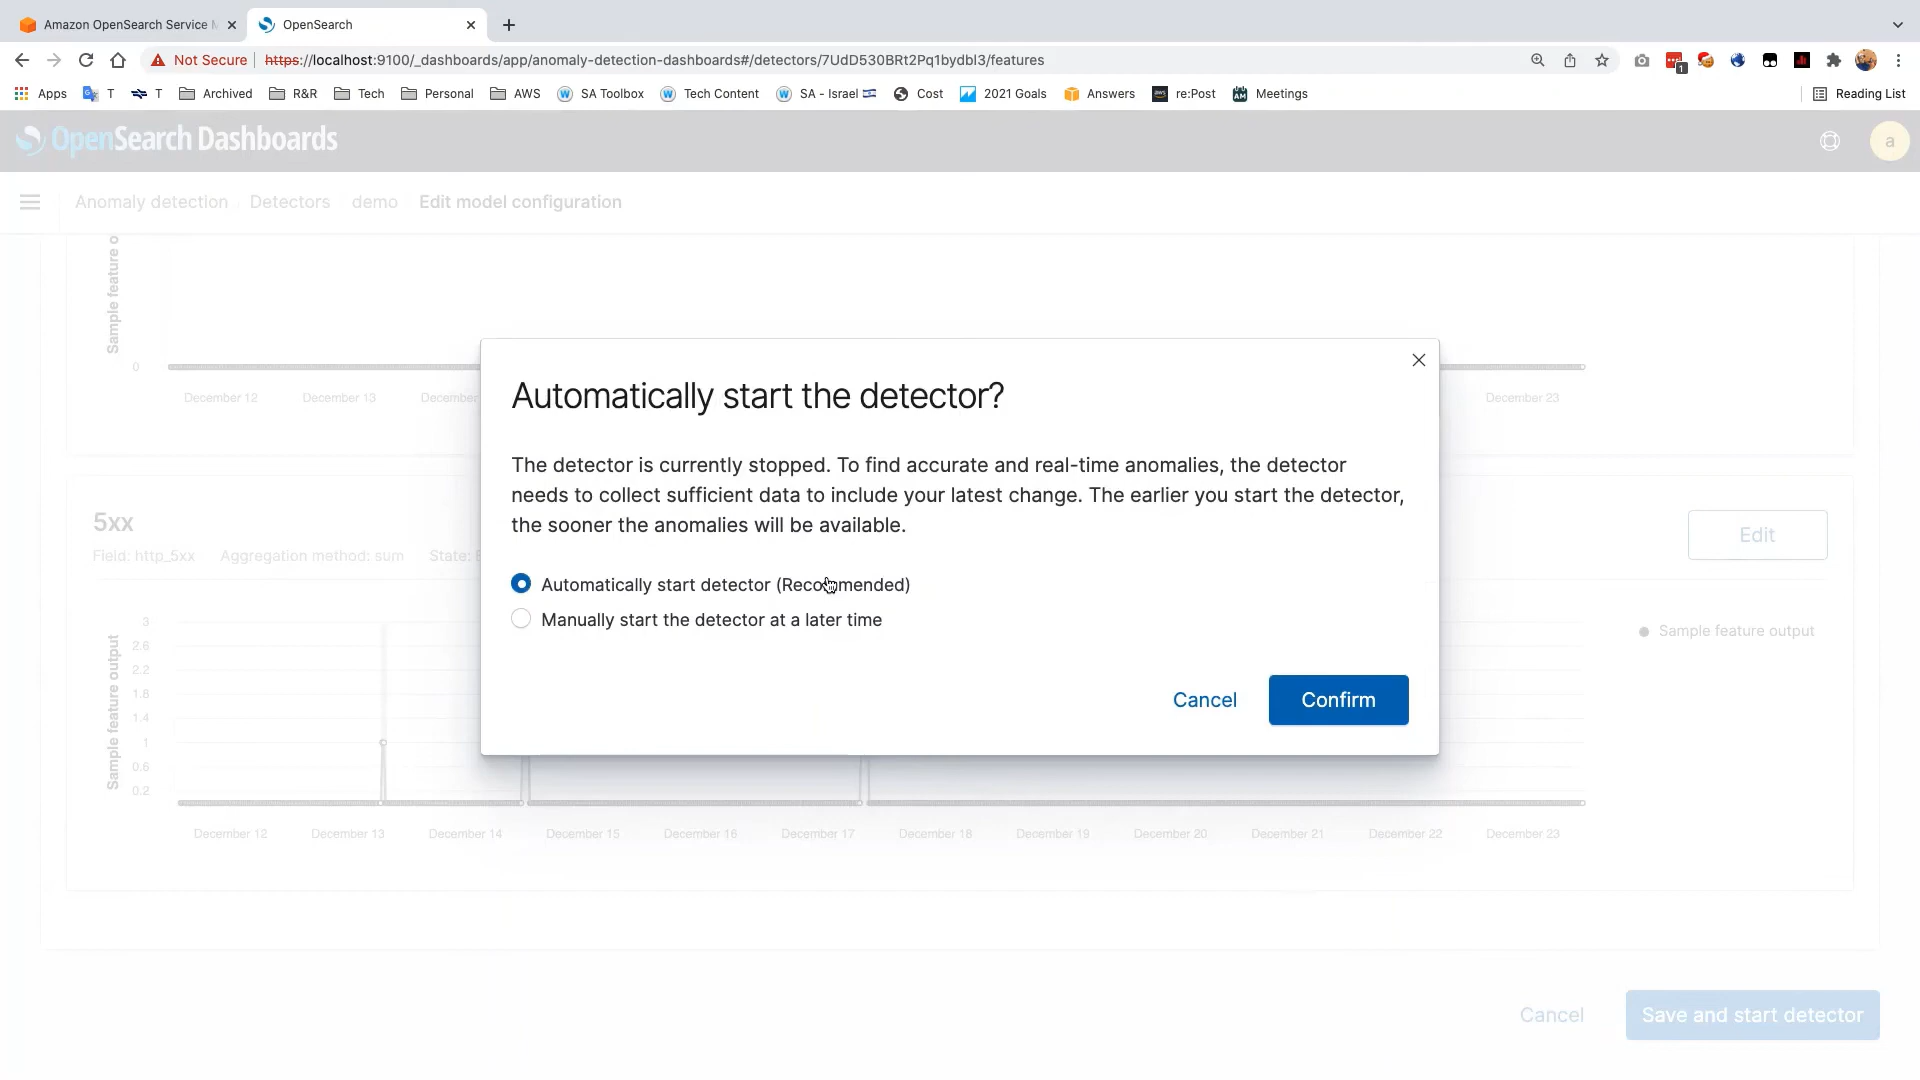 Amazon OpenSearch Service M
OpenSearch
Not Secure
https://localhost:9100/_dashboards/app/anomaly-detection-dashboards#/detectors/7UdD530BRt2Pq1bydbl3/features
1
Apps
T
T
Archived
R&R
Tech
Personal
AWS
SA Toolbox
Tech Content
SA - Israel
Cost
2021 Goals
Answers
re:Post
Meetings
Reading List
OpenSearch Dashboards
a
Anomaly detection
Detectors
demo
Edit model configuration
Sample feature o
0
December 12
December 13
December
December 23
Automatically start the detector?
The detector is currently stopped. To find accurate and real-time anomalies, the detector
needs to collect sufficient data to include your latest change. The earlier you start the detector,
the sooner the anomalies will be available.
Automatically start detector (Recommended)
Manually start the detector at a later time
Cancel
Confirm
5xx
Field: http_5xx
Aggregation method: sum
State: E
Edit
Sample feature output
3
2.6
2.2
1.8
1.4
1
0.6
0.2
Sample feature output
December 12
December 13
December 14
December 15
December 16
December 17
December 18
December 19
December 20
December 21
December 22
December 23
Cancel
Save and start detector